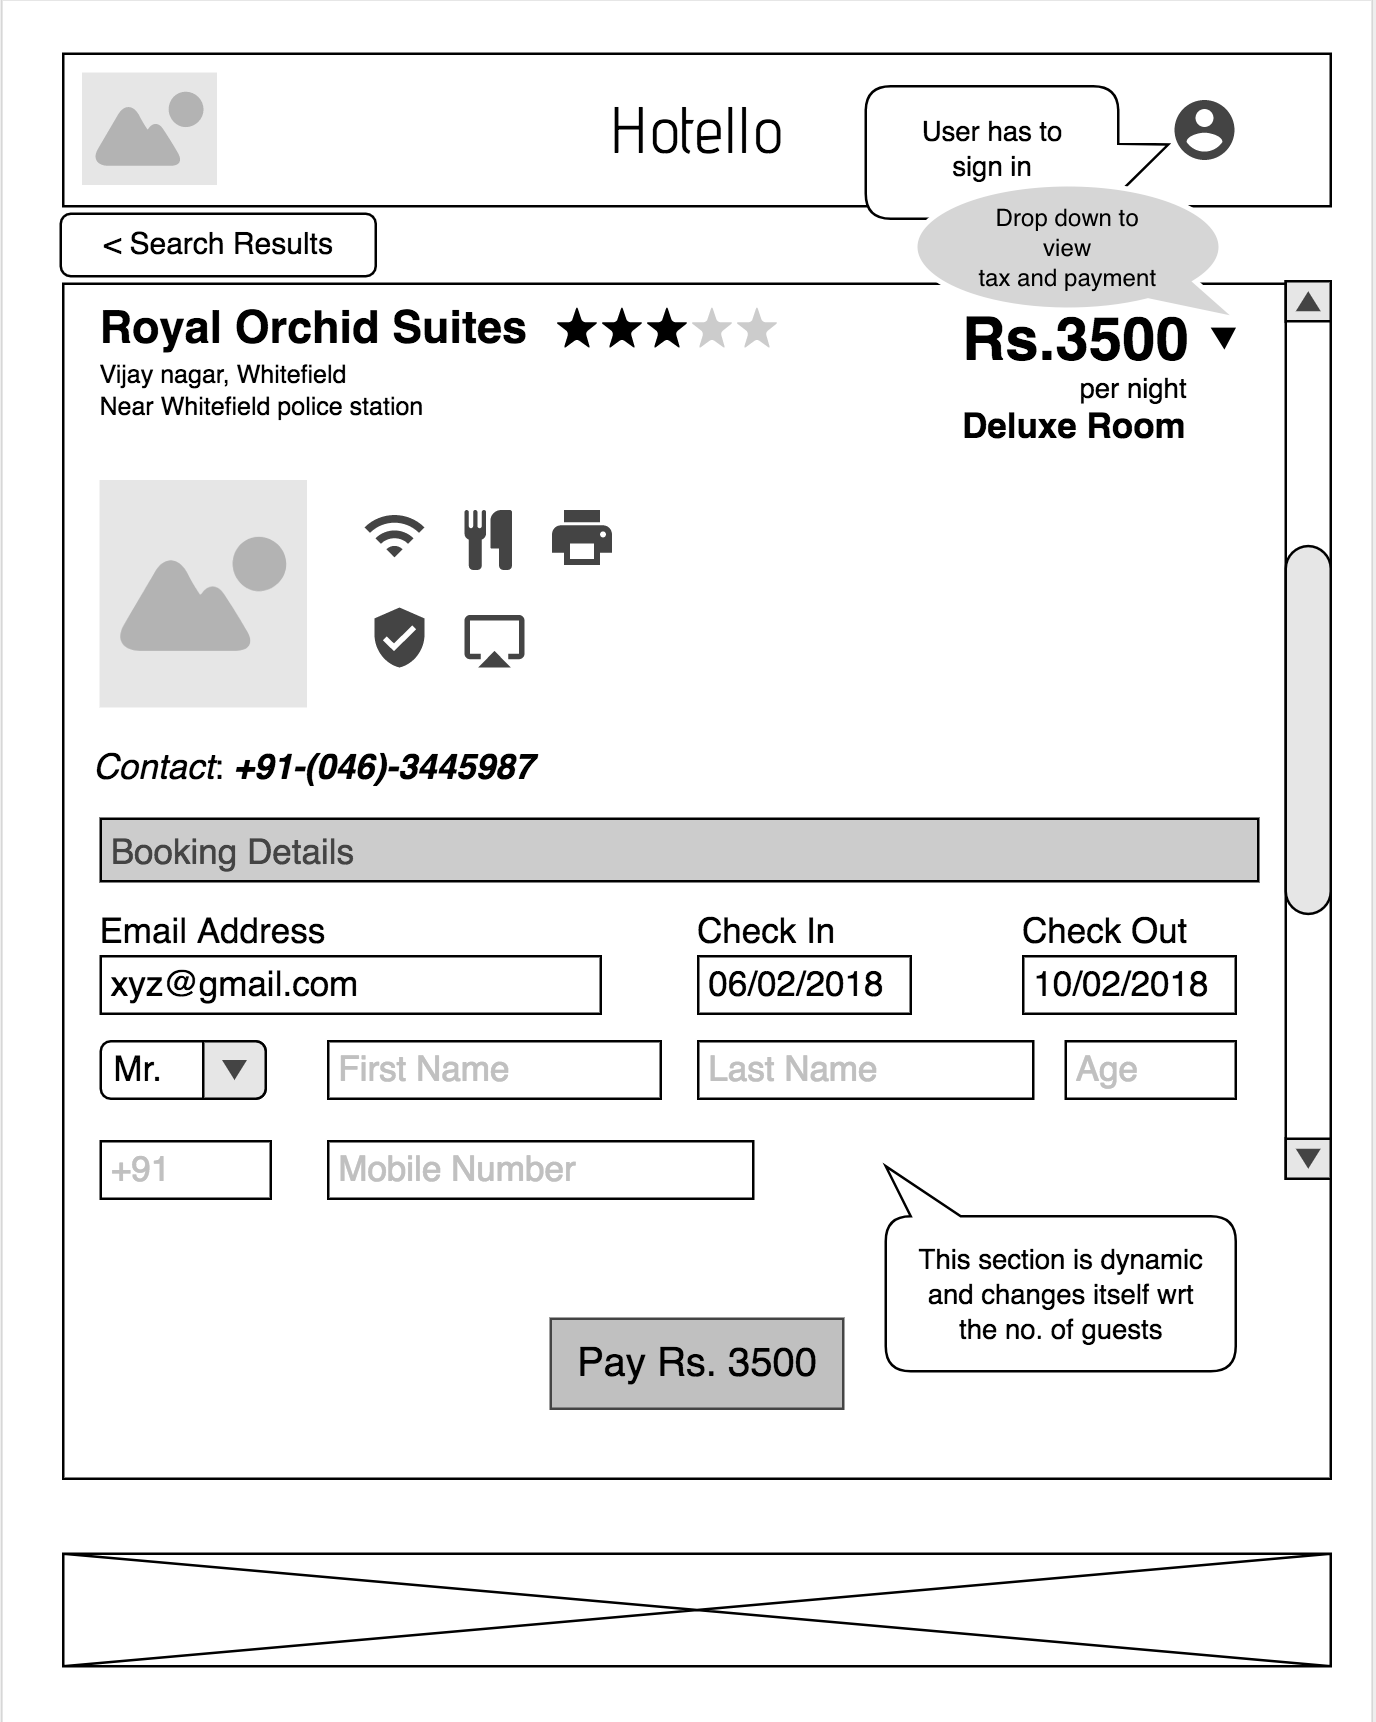 Hotello
User has to
sign in
Drop down to
view
tax and payment
< Search Results
Royal Orchid Suites
Vijay nagar, Whitefield
Near Whitefield police station
Rs.3500
per night
Deluxe Room
Contact: +91-(046)-3445987
Booking Details
Email Address
Check In
Check Out
xyz@gmail.com
06/02/2018
10/02/2018
Mr.
First Name
Last Name
Age
+91
Mobile Number
This section is dynamic
and changes itself wrt
the no. of guests
Pay Rs. 3500